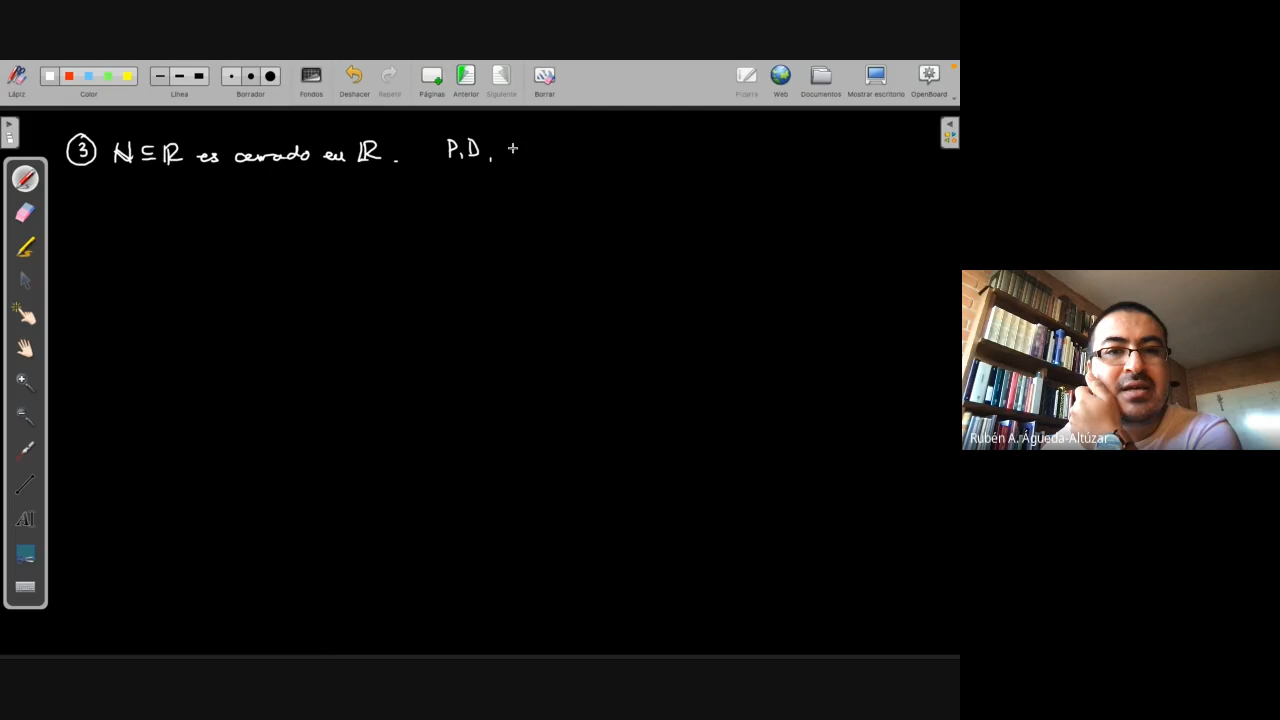 Lápiz Color Línea Borrador Fondos Deshacer Repetir Páginas Anterior Siguiente Borrar Pizarra Web Documentos Mostrar escritorio OpenBoard
③ ℕ ⊆ ℝ es cerrado en ℝ. P.D.
Rubén A. Águeda-Altúzar